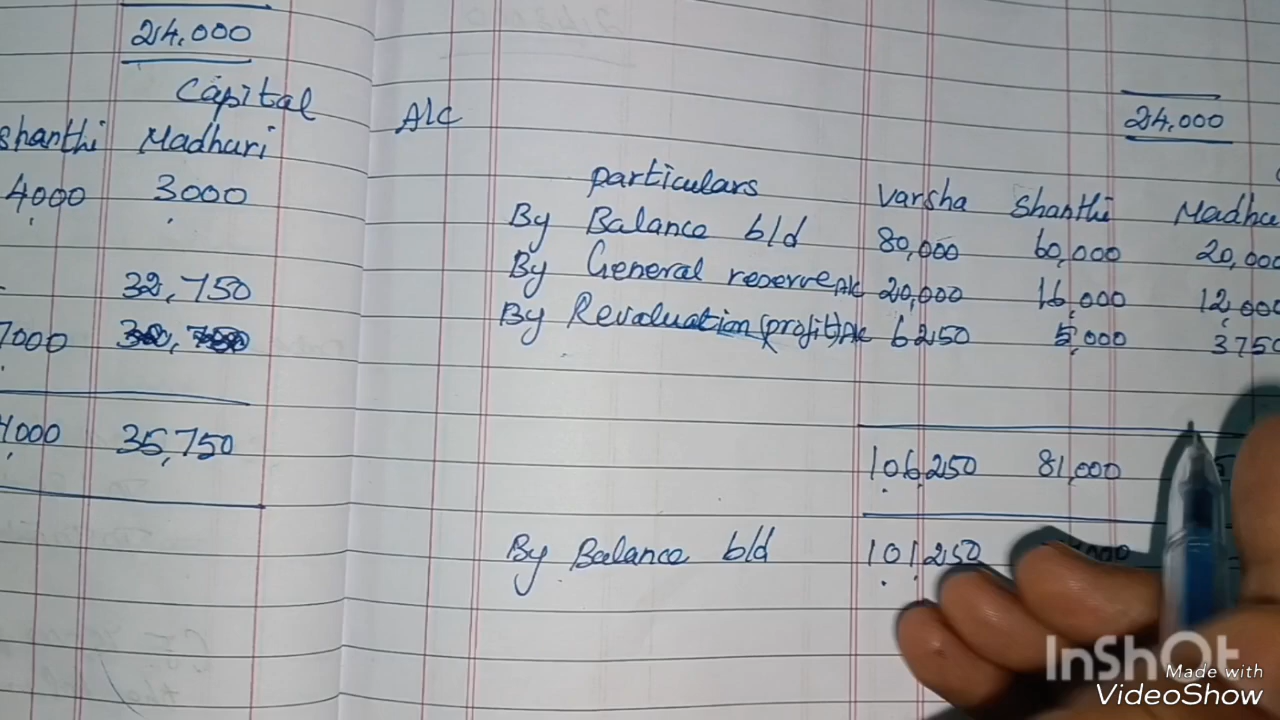 24,000
Capital A/c
24,000
Shanthi Madhuri
4000 3000
32,750
7000
1,000 35,750
Particulars Varsha Shanthi Madhu
By Balance b/d 80,000 60,000 20,000
By General reserve A/c 20,000 16,000 12,000
By Revaluation (profit) A/c 6250 5,000 3750
106,250 81,000
By Balance b/d 101,250
InShOt
Made with
VideoShow